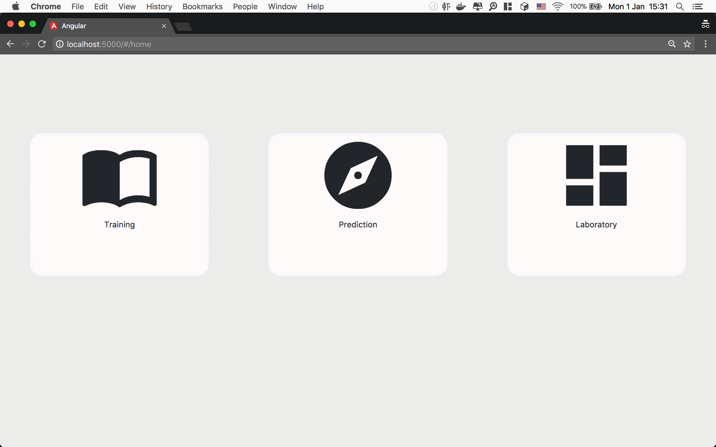 Chrome File Edit View History Bookmarks People Window Help 100% Mon 1 Jan 15:31
Angular
localhost:5000/#/home
Training
Prediction
Laboratory